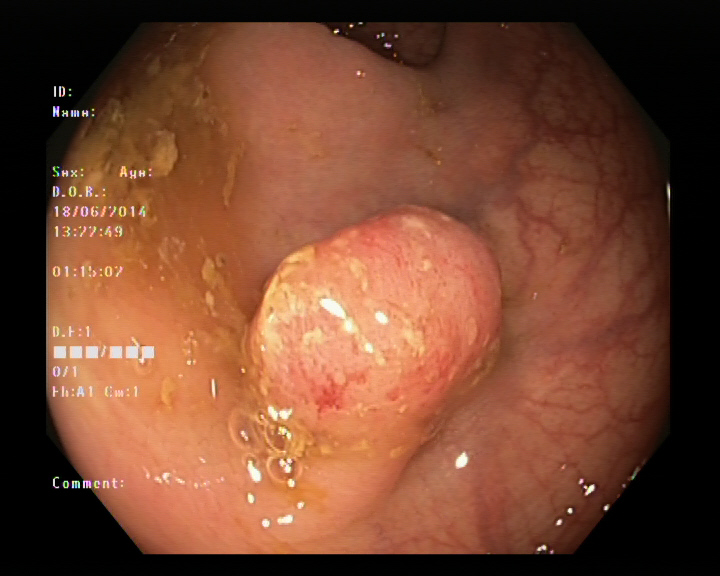 ID:
Name:
Sex: Age:
D.O.B.:
18/06/2014
13:22:49
01:15:02
D.F:1
■■■/■■■
0/1
Eh:A1 Cm:1
Comment: